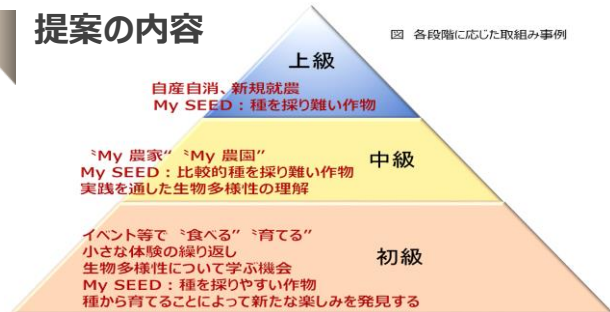 提案の内容
図 各段階に応じた取組み事例
上級
自産自消、新規就農
My SEED：種を採り難い作物
〝My 農家〟〝My 農園〟
My SEED：比較的種を採り難い作物
実践を通した生物多様性の理解
中級
イベント等で〝食べる〟〝育てる〟
小さな体験の繰り返し
生物多様性について学ぶ機会
My SEED：種を採りやすい作物
種から育てることによって新たな楽しみを発見する
初級